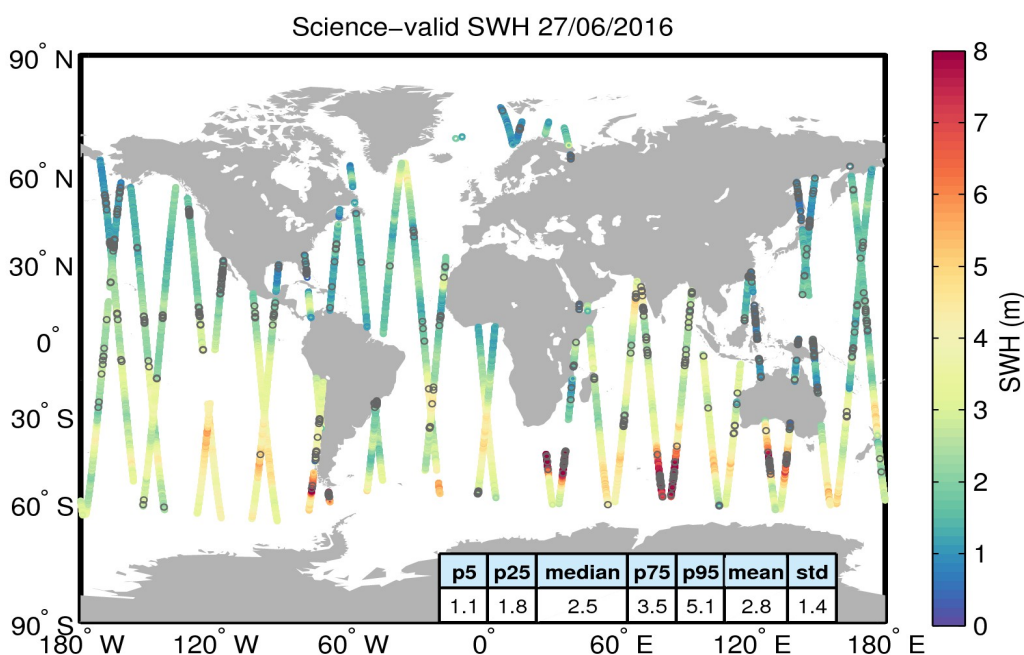 Science−valid SWH 27/06/2016
90° N
60° N
30° N
0°
30° S
60° S
90° S
180° W
120° W
60° W
0°
60° E
120° E
180° E
p5 p25 median p75 p95 mean std
1.1 1.8 2.5 3.5 5.1 2.8 1.4
8
7
6
5
4
3
2
1
0
SWH (m)